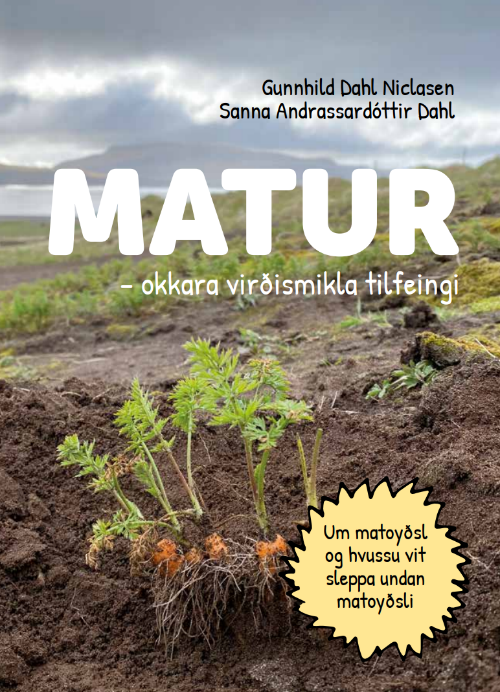 Gunnhild Dahl Niclasen
Sanna Andrassardóttir Dahl
MATUR
– okkara virðismikla tilfeingi
Um matoyðsl
og hvussu vit
sleppa undan
matoyðsli